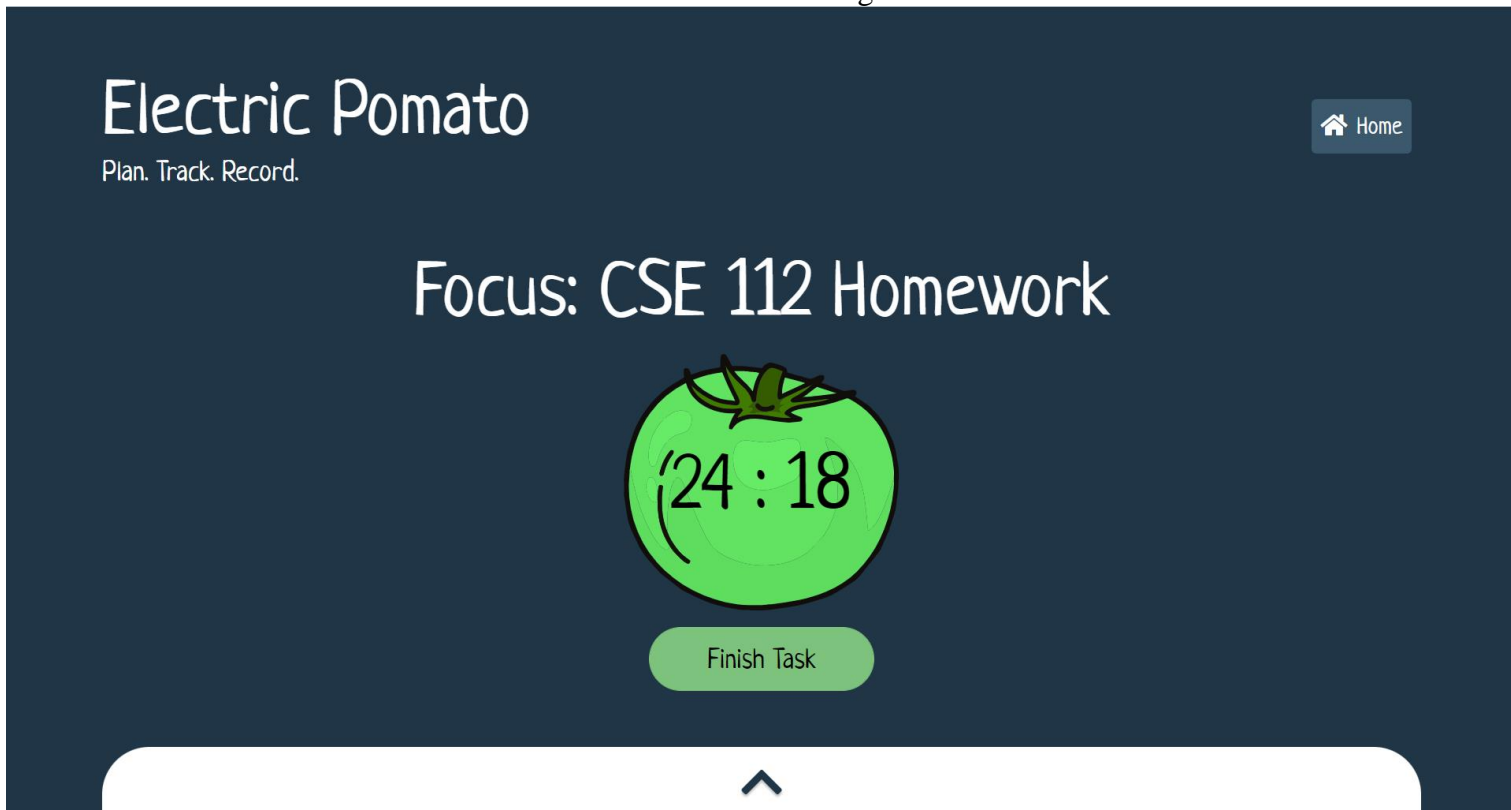 Electric Pomato
Home
Plan. Track. Record.
Focus: CSE 112 Homework
24 : 18
Finish Task